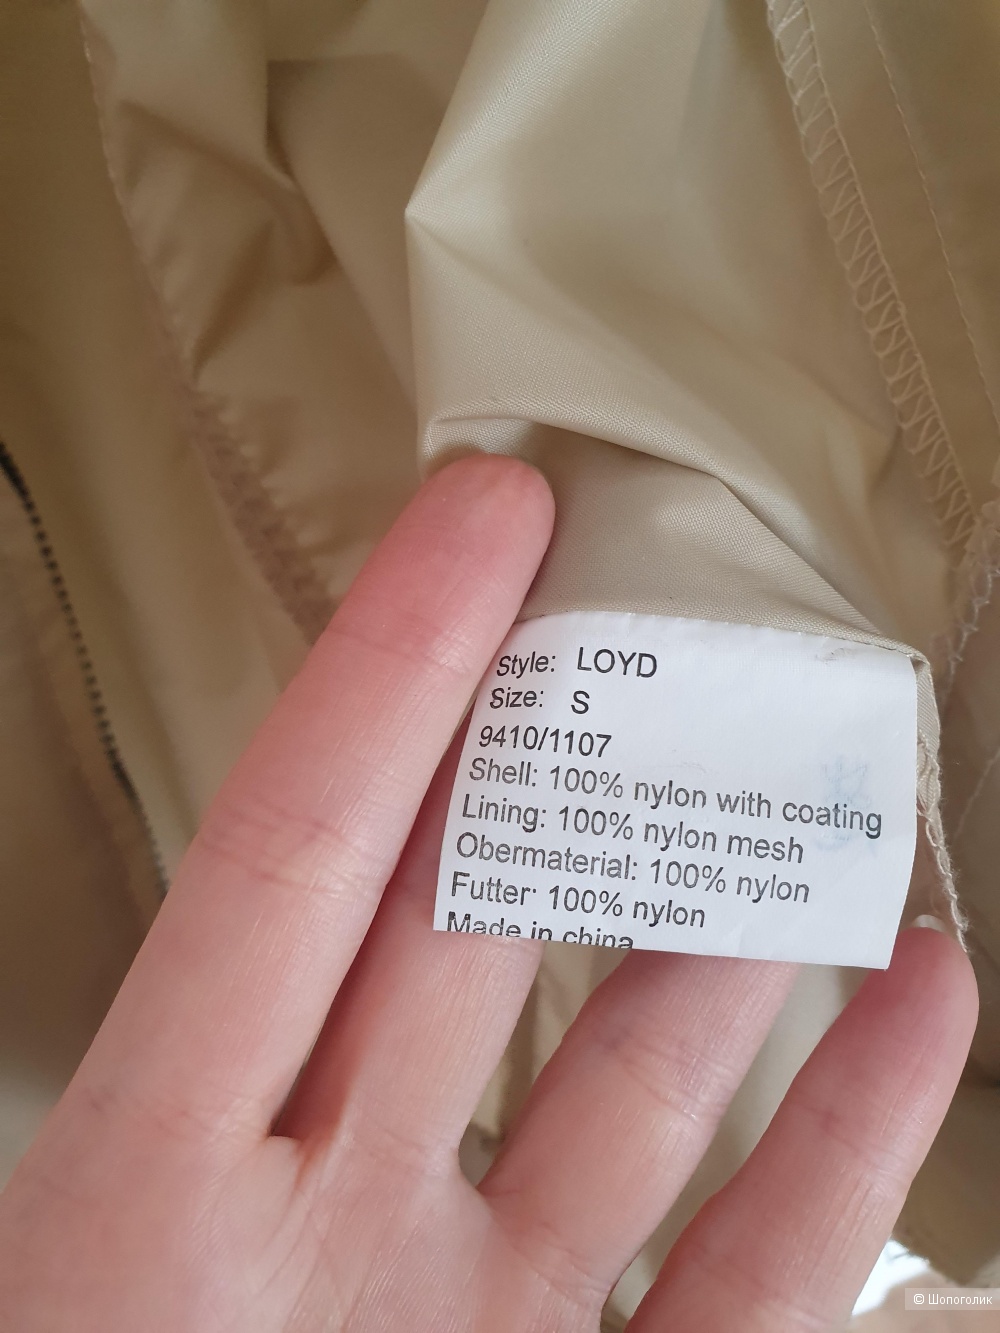 Style: LOYD
Size: S
9410/1107
Shell: 100% nylon with coating
Lining: 100% nylon mesh
Obermaterial: 100% nylon
Futter: 100% nylon
Made in china
© Шопоголик